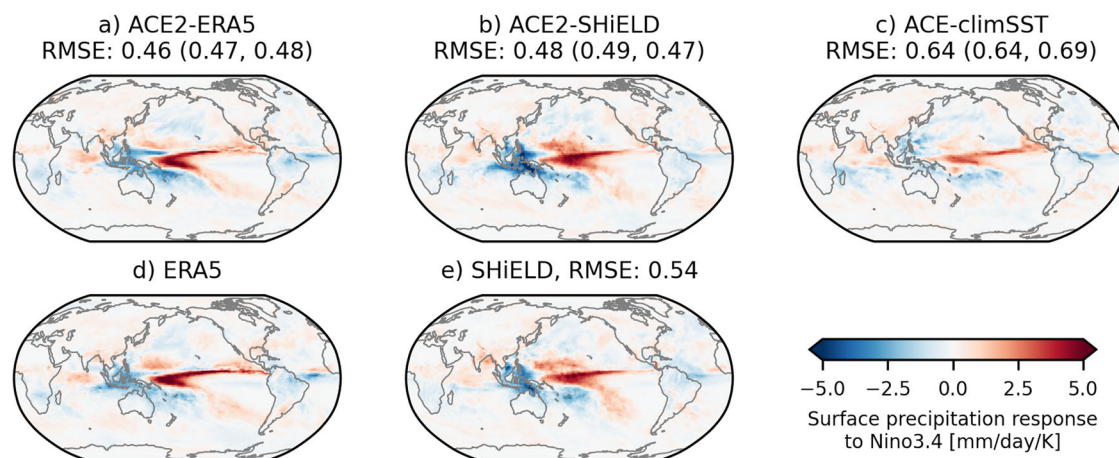 a) ACE2-ERA5
RMSE: 0.46 (0.47, 0.48)
b) ACE2-SHiELD
RMSE: 0.48 (0.49, 0.47)
c) ACE-climSST
RMSE: 0.64 (0.64, 0.69)
d) ERA5
e) SHiELD, RMSE: 0.54
−5.0 −2.5 0.0 2.5 5.0
Surface precipitation response
to Nino3.4 [mm/day/K]